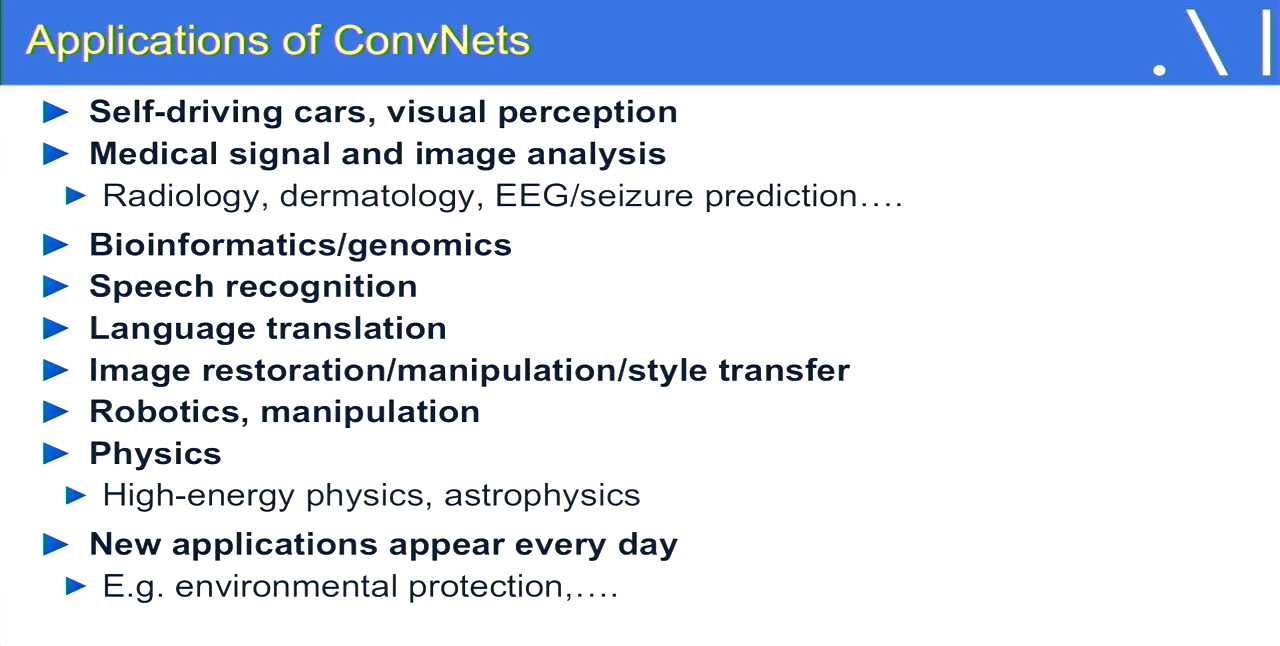 Applications of ConvNets
Self-driving cars, visual perception
Medical signal and image analysis
Radiology, dermatology, EEG/seizure prediction….
Bioinformatics/genomics
Speech recognition
Language translation
Image restoration/manipulation/style transfer
Robotics, manipulation
Physics
High-energy physics, astrophysics
New applications appear every day
E.g. environmental protection,….